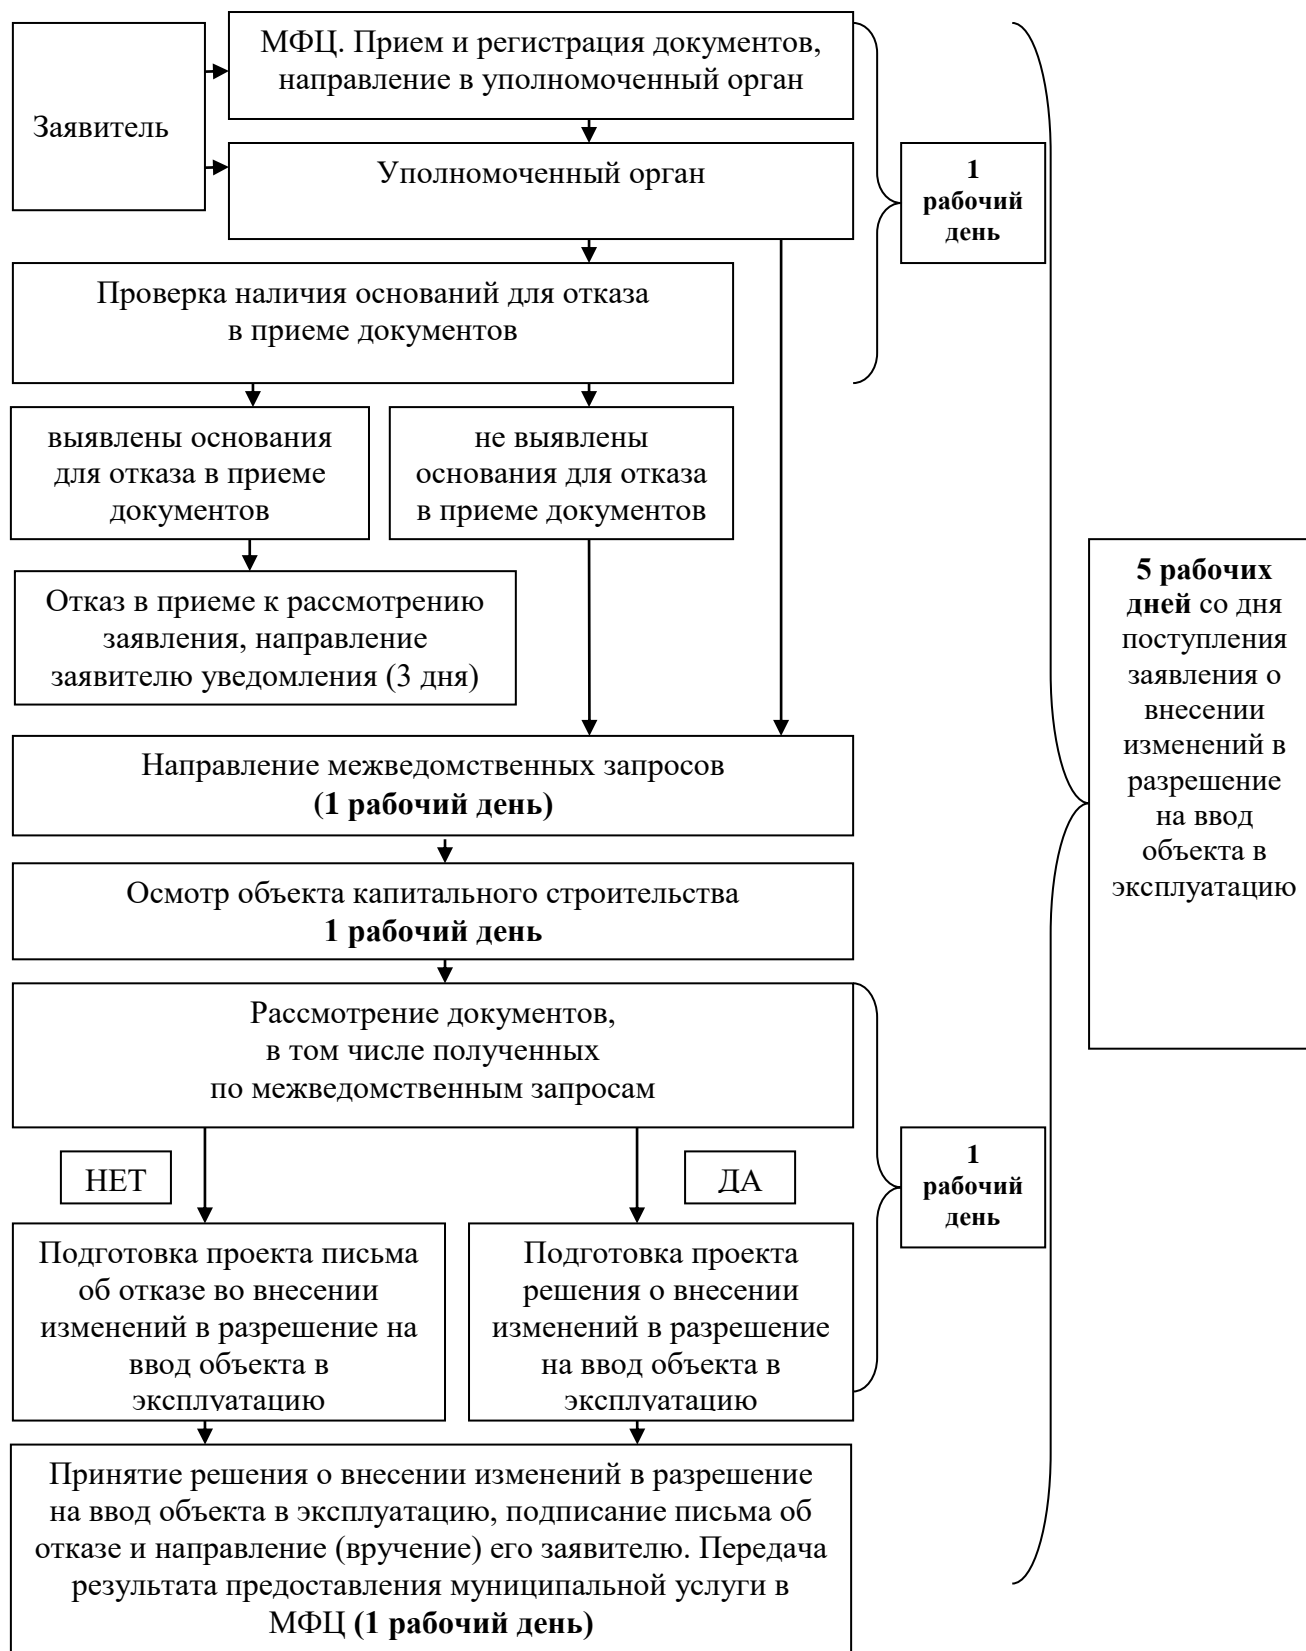 МФЦ. Прием и регистрация документов,
направление в уполномоченный орган
Заявитель
Уполномоченный орган
1
рабочий
день
Проверка наличия оснований для отказа
в приеме документов
выявлены основания
для отказа в приеме
документов
не выявлены
основания для отказа
в приеме документов
Отказ в приеме к рассмотрению
заявления, направление
заявителю уведомления (3 дня)
5 рабочих
дней со дня
поступления
заявления о
внесении
изменений в
разрешение
на ввод
объекта в
эксплуатацию
Направление межведомственных запросов
(1 рабочий день)
Осмотр объекта капитального строительства
1 рабочий день
Рассмотрение документов,
в том числе полученных
по межведомственным запросам
НЕТ
ДА
1
рабочий
день
Подготовка проекта письма
об отказе во внесении
изменений в разрешение на
ввод объекта в
эксплуатацию
Подготовка проекта
решения о внесении
изменений в разрешение
на ввод объекта в
эксплуатацию
Принятие решения о внесении изменений в разрешение
на ввод объекта в эксплуатацию, подписание письма об
отказе и направление (вручение) его заявителю. Передача
результата предоставления муниципальной услуги в
МФЦ (1 рабочий день)